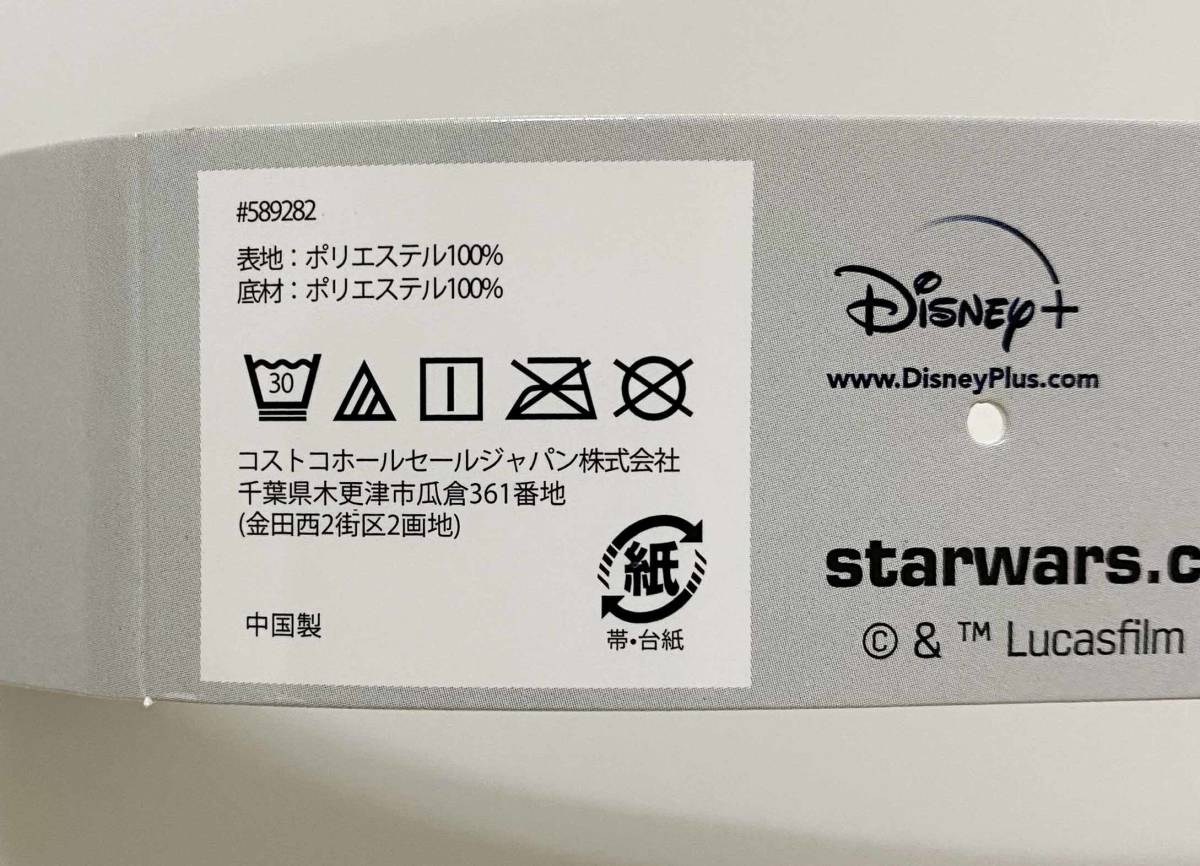 #589282
表地：ポリエステル100%
底材：ポリエステル100%
30
コストコホールセールジャパン株式会社
千葉県木更津市瓜倉361番地
(金田西2街区2画地)
紙
帯・台紙
中国製
Disney+
www.DisneyPlus.com
starwars.c
© & ™ Lucasfilm